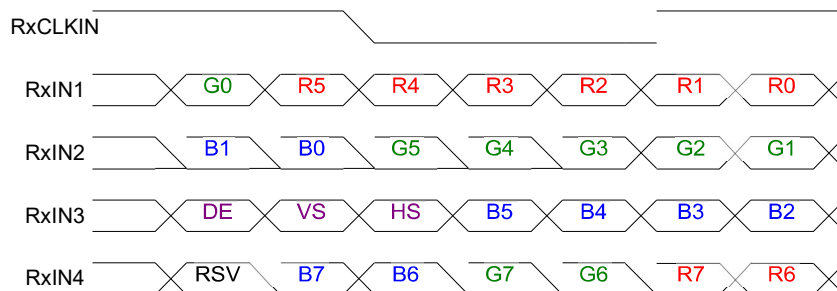 RxCLKIN
RxIN1 G0 R5 R4 R3 R2 R1 R0
RxIN2 B1 B0 G5 G4 G3 G2 G1
RxIN3 DE VS HS B5 B4 B3 B2
RxIN4 RSV B7 B6 G7 G6 R7 R6